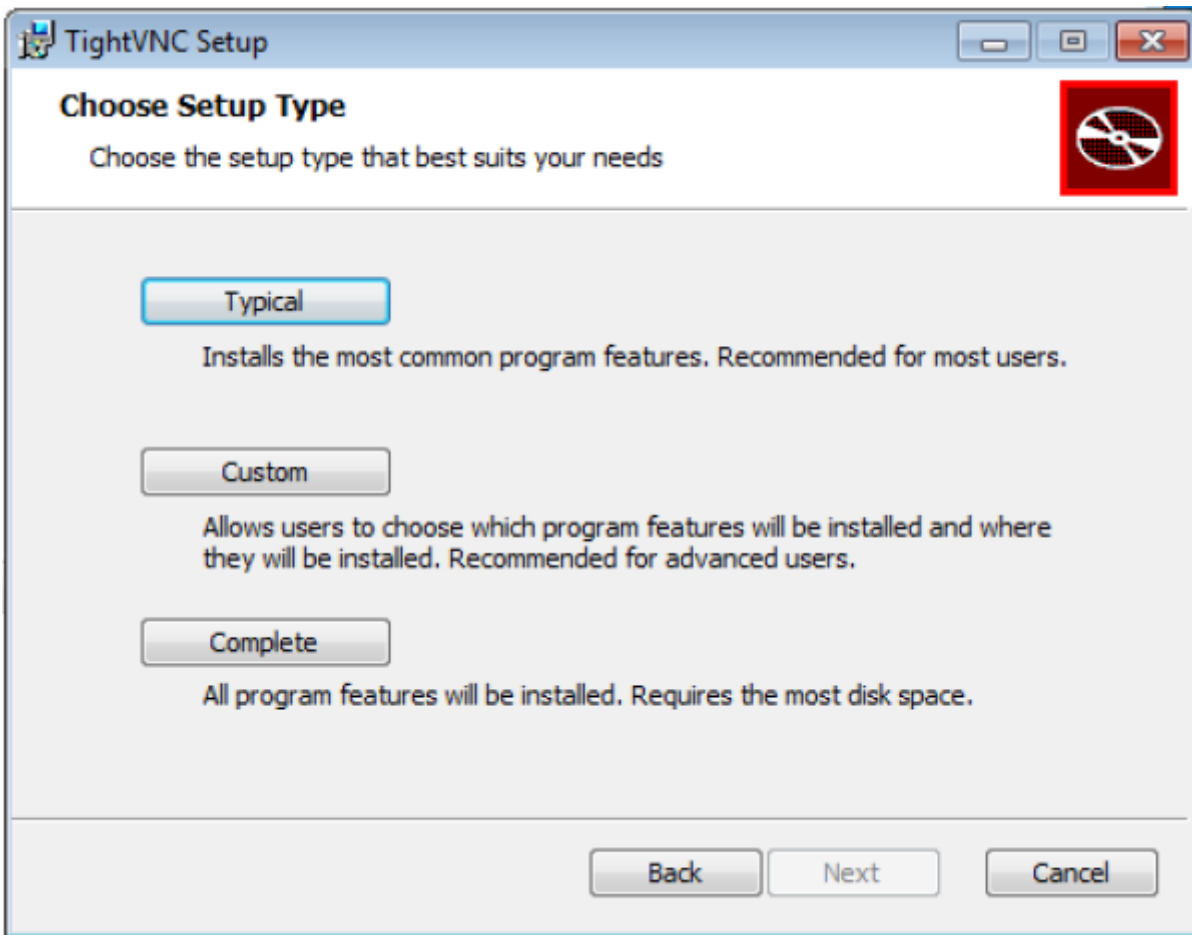 TightVNC Setup
Choose Setup Type
Choose the setup type that best suits your needs
Typical
Installs the most common program features. Recommended for most users.
Custom
Allows users to choose which program features will be installed and where
they will be installed. Recommended for advanced users.
Complete
All program features will be installed. Requires the most disk space.
Back Next Cancel